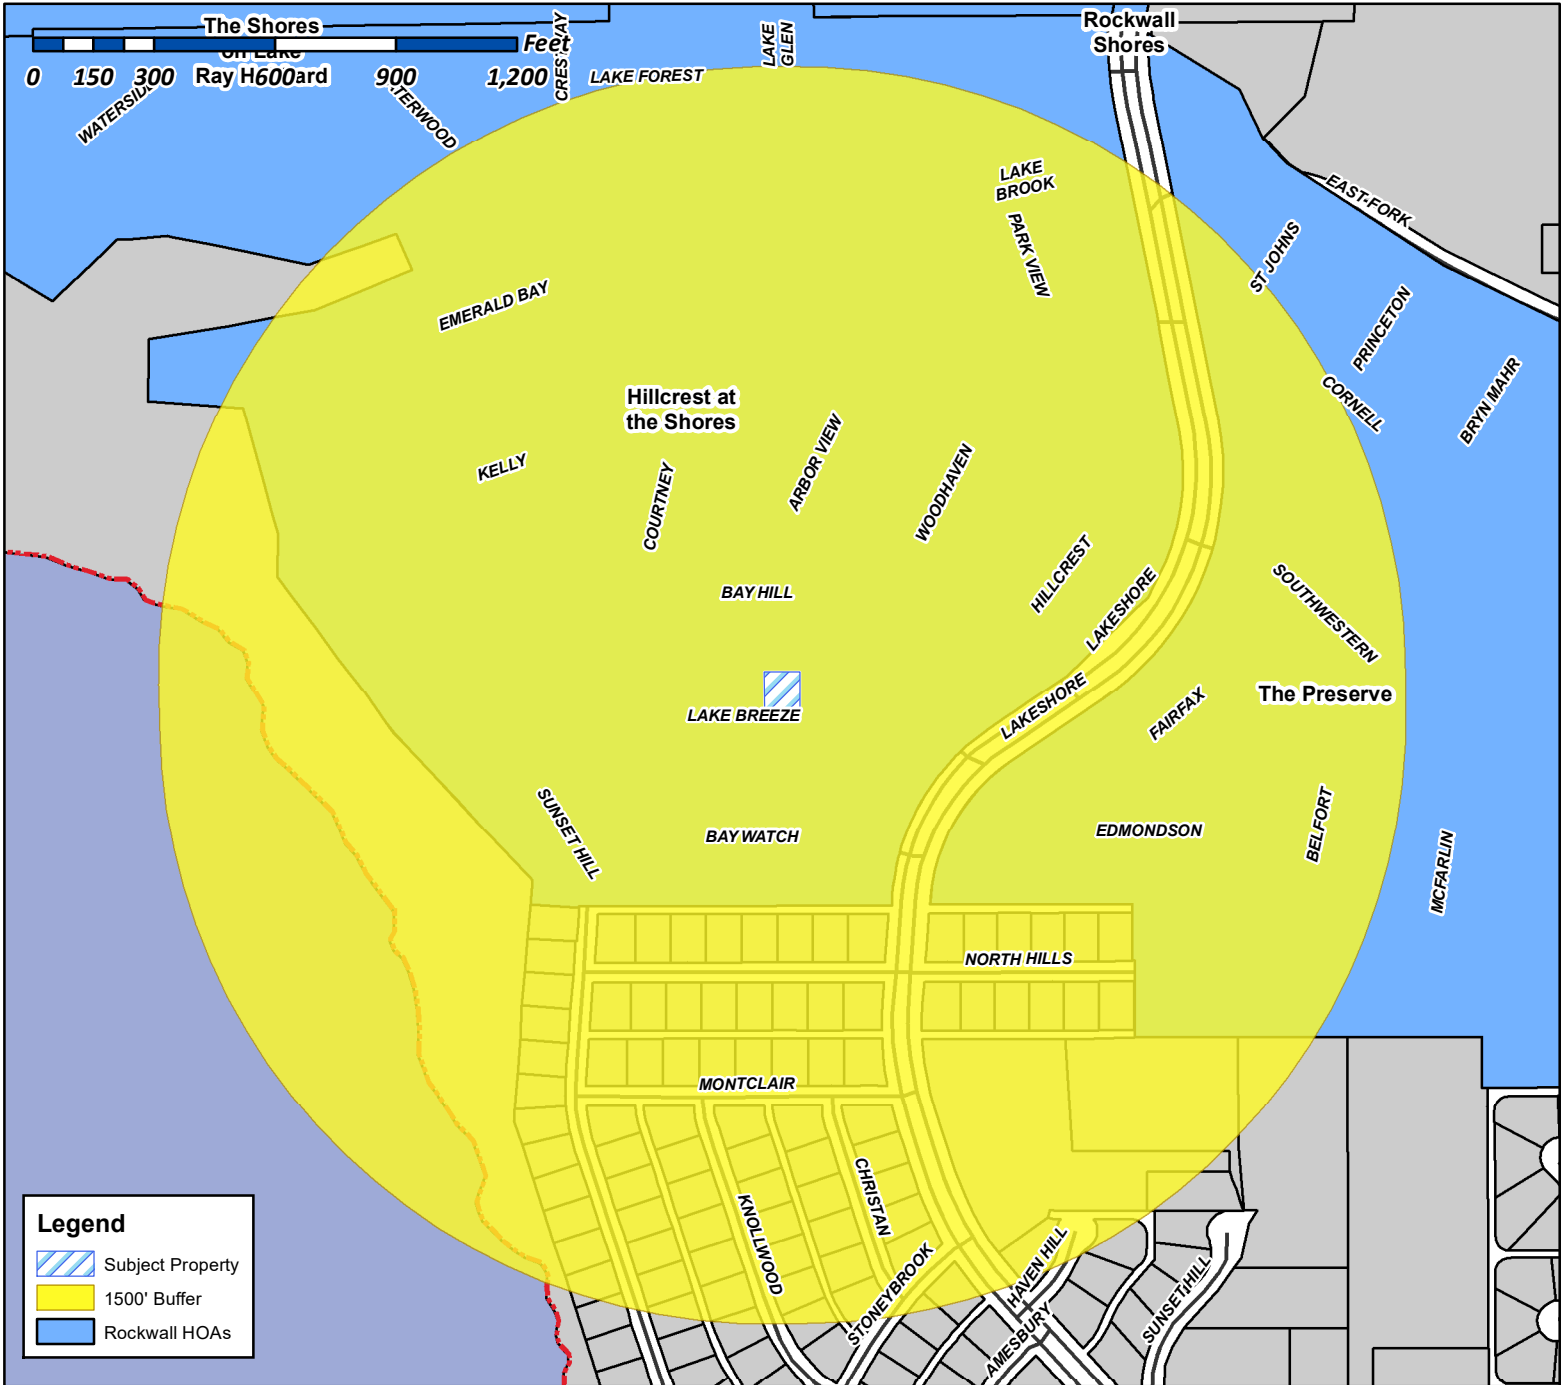 The Shores
on Lake
Ray Hubbard
Feet
0 150 300 600 900 1,200
CRESTWAY
LAKE FOREST
LAKE
GLEN
Rockwall
Shores
WATERSIDE
WATERWOOD
LAKE
BROOK
PARK VIEW
EAST-FORK
ST JOHNS
PRINCETON
CORNELL
BRYN MAHR
EMERALD BAY
Hillcrest at
the Shores
KELLY
COURTNEY
ARBOR VIEW
WOODHAVEN
HILLCREST
LAKESHORE
BAY HILL
SOUTHWESTERN
LAKE BREEZE
LAKESHORE
FAIRFAX
The Preserve
SUNSET HILL
BAY WATCH
EDMONDSON
BELFORT
MCFARLIN
NORTH HILLS
MONTCLAIR
KNOLLWOOD
CHRISTAN
STONEYBROOK
HAVEN HILL
AMESBURY
SUNSET HILL
Legend
Subject Property
1500' Buffer
Rockwall HOAs